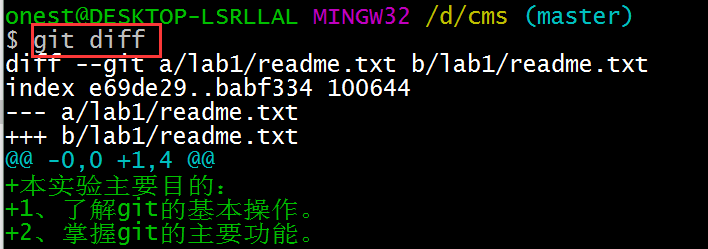 onest@DESKTOP-LSRLLAL MINGW32 /d/cms (master)
$ git diff
diff --git a/lab1/readme.txt b/lab1/readme.txt
index e69de29..babf334 100644
--- a/lab1/readme.txt
+++ b/lab1/readme.txt
@@ -0,0 +1,4 @@
+本实验主要目的：
+1、了解git的基本操作。
+2、掌握git的主要功能。